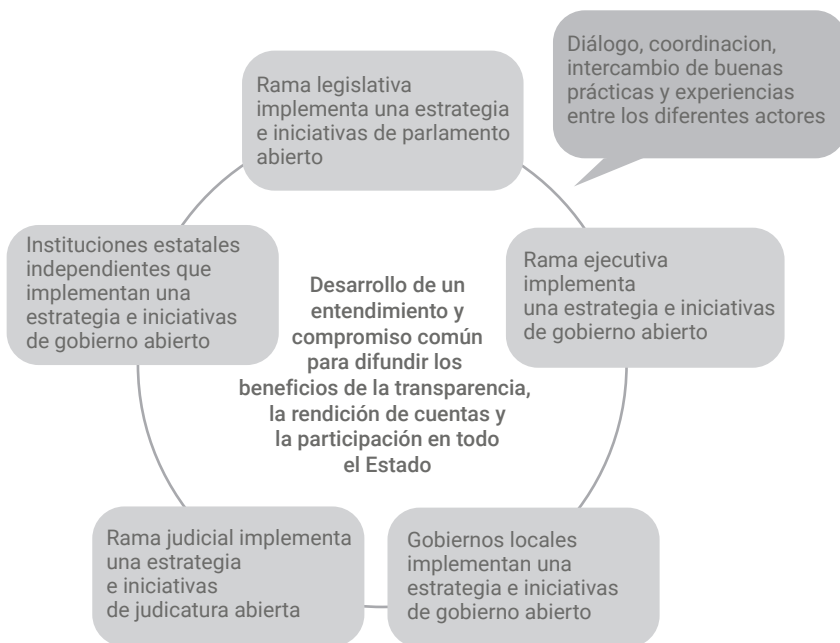 Diálogo, coordinacion,
intercambio de buenas
prácticas y experiencias
entre los diferentes actores
Rama legislativa
implementa una estrategia
e iniciativas de parlamento
abierto
Instituciones estatales
independientes que
implementan una
estrategia e iniciativas
de gobierno abierto
Desarrollo de un
entendimiento y
compromiso común
para difundir los
beneficios de la transparencia,
la rendición de cuentas y
la participación en todo
el Estado
Rama ejecutiva
implementa
una estrategia e iniciativas
de gobierno abierto
Rama judicial implementa
una estrategia
e iniciativas
de judicatura abierta
Gobiernos locales
implementan una
estrategia e iniciativas
de gobierno abierto